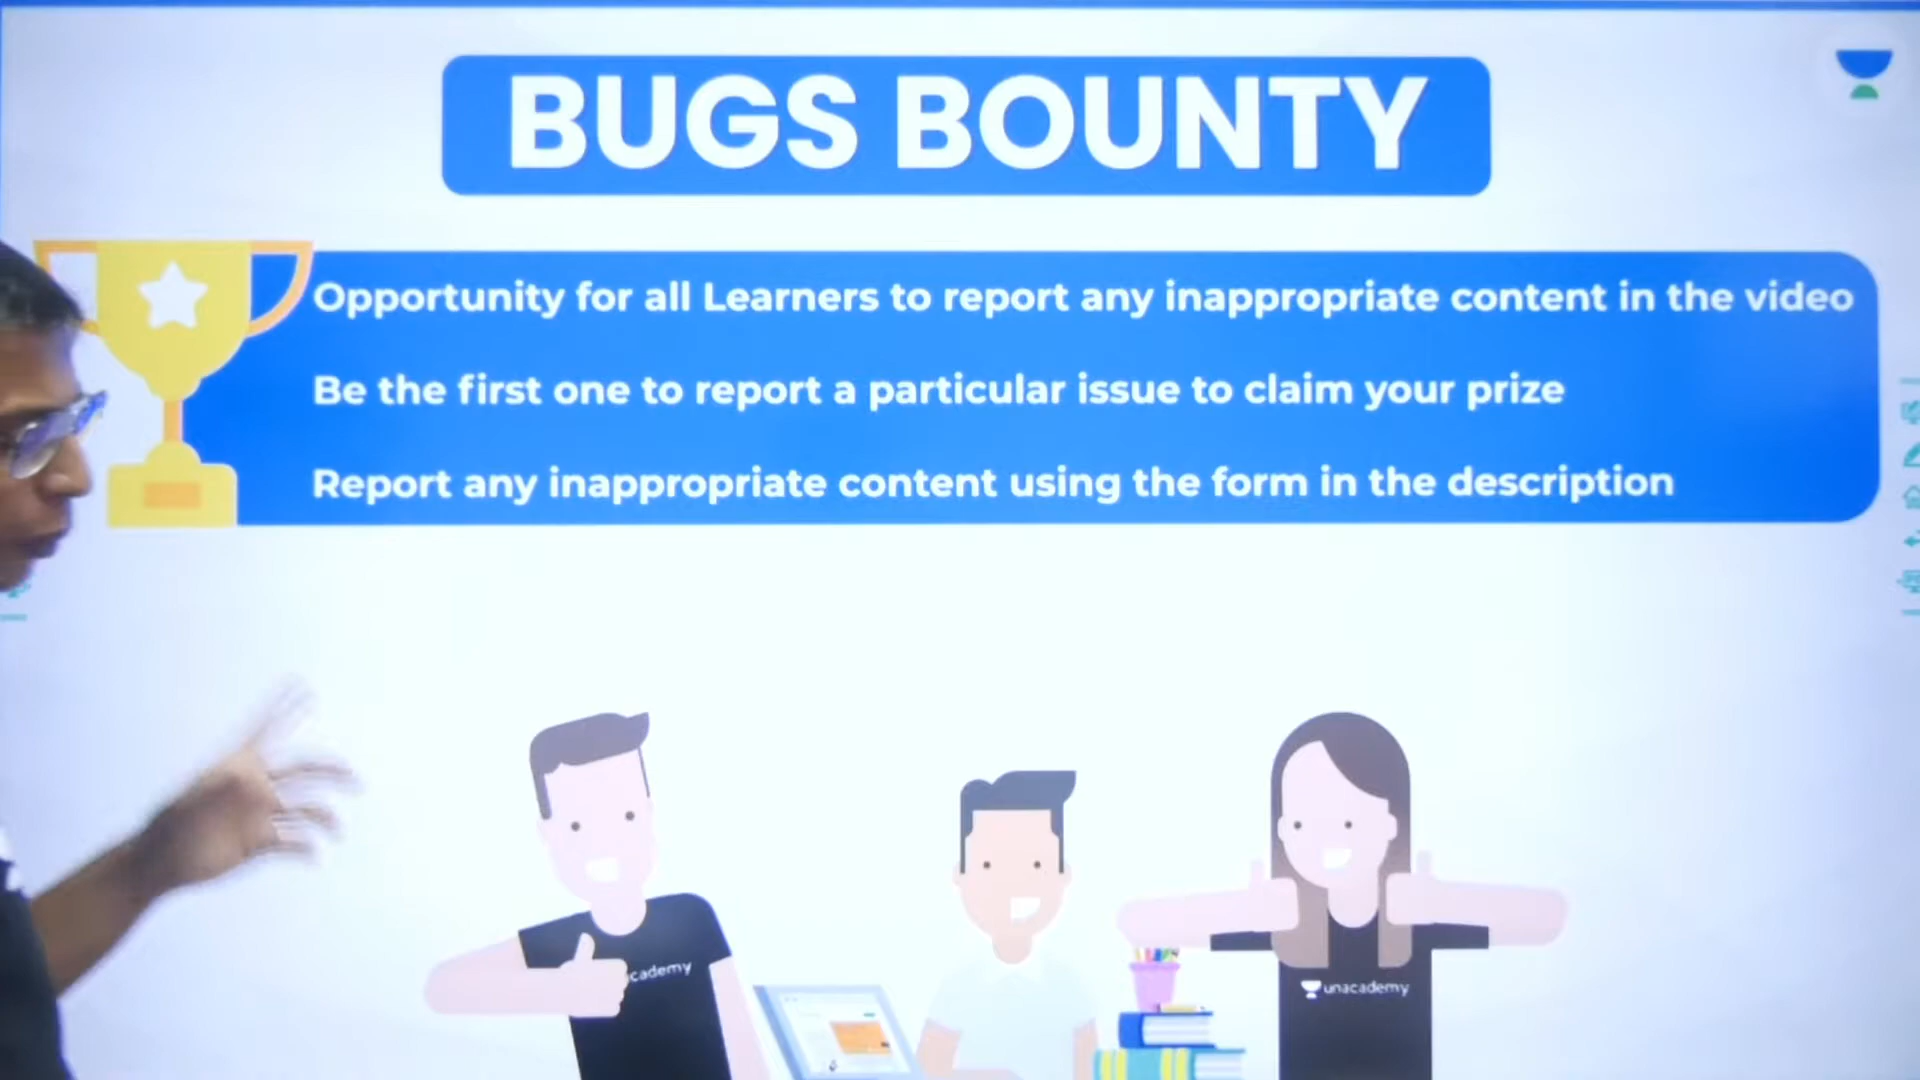 BUGS BOUNTY
Opportunity for all Learners to report any inappropriate content in the video
Be the first one to report a particular issue to claim your prize
Report any inappropriate content using the form in the description
cademy
unacademy